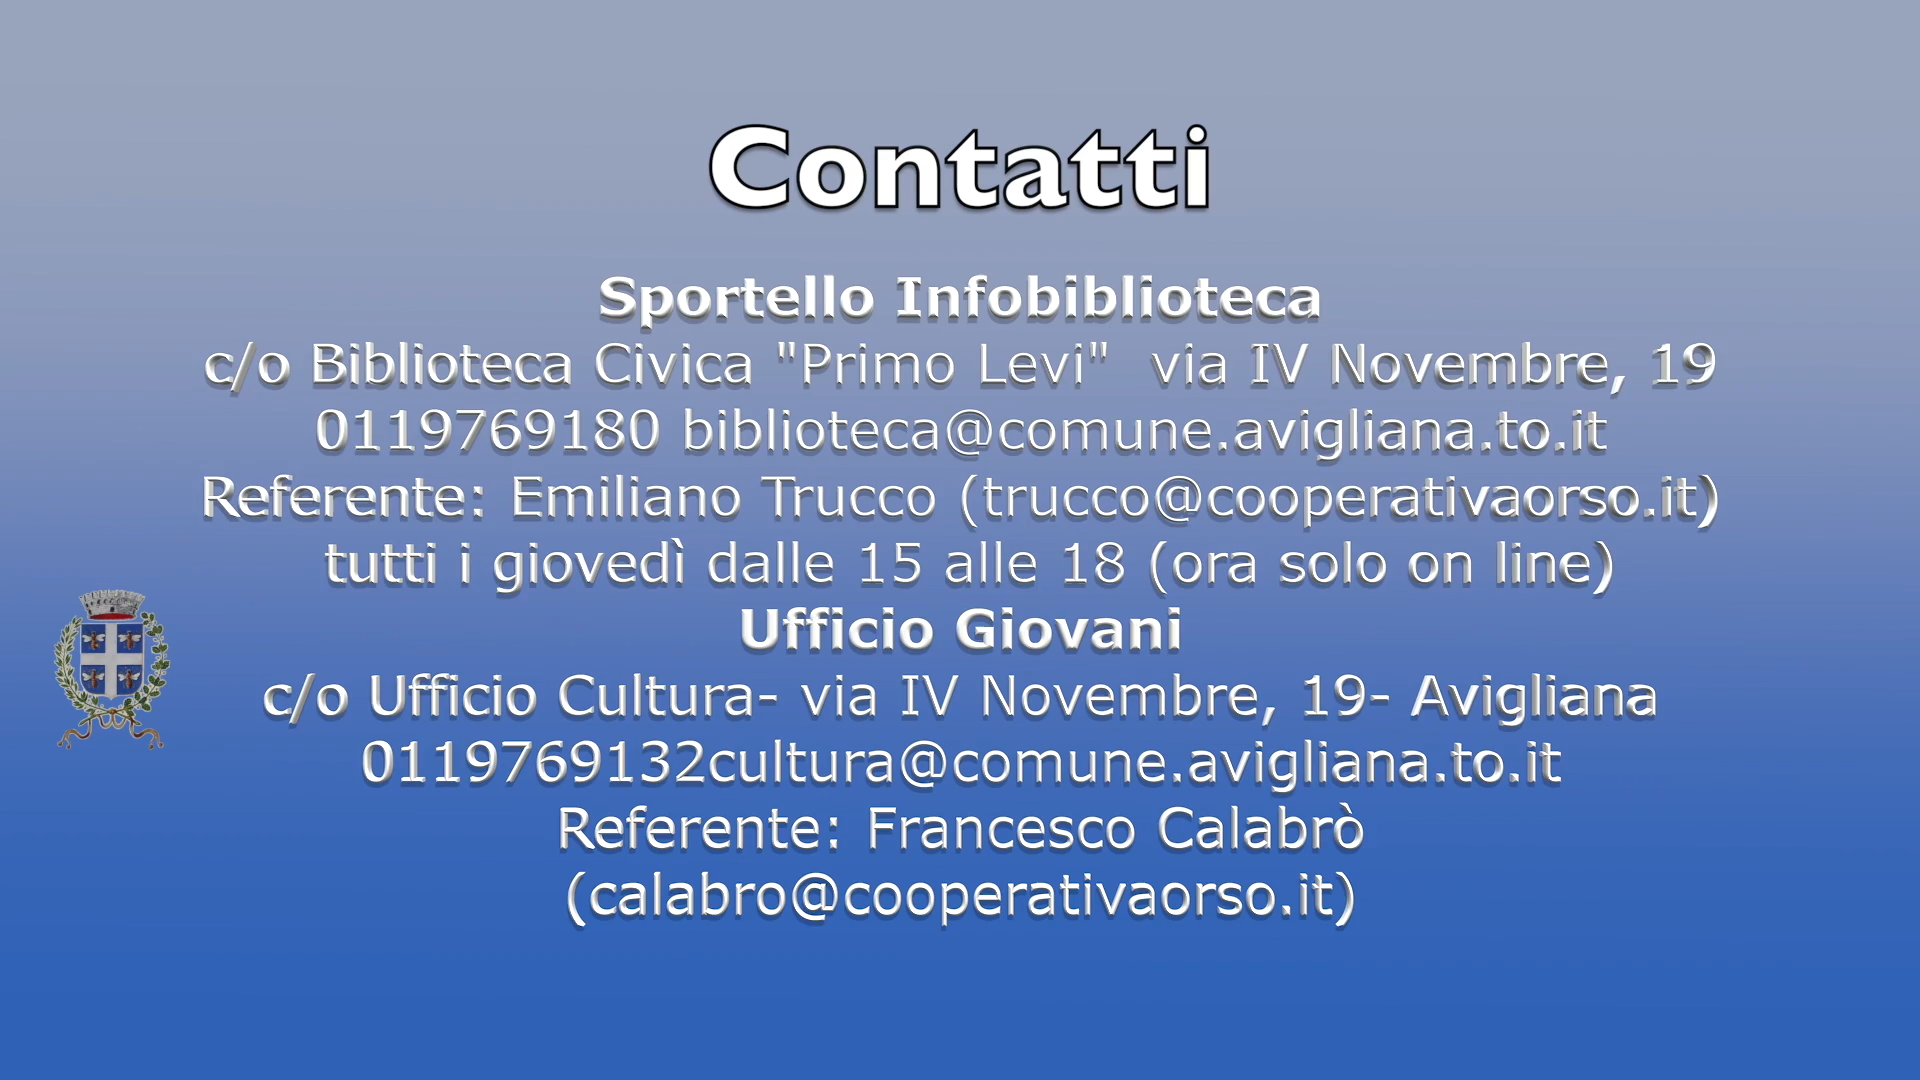 Contatti
Sportello Infobiblioteca
c/o Biblioteca Civica "Primo Levi"  via IV Novembre, 19
0119769180 biblioteca@comune.avigliana.to.it
Referente: Emiliano Trucco (trucco@cooperativaorso.it)
tutti i giovedì dalle 15 alle 18 (ora solo on line)
Ufficio Giovani
c/o Ufficio Cultura- via IV Novembre, 19- Avigliana
0119769132cultura@comune.avigliana.to.it
Referente: Francesco Calabrò
(calabro@cooperativaorso.it)